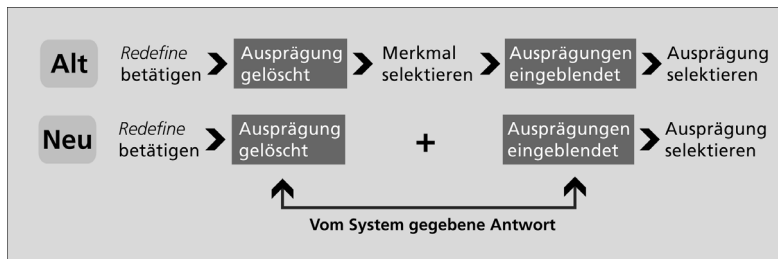 Alt
Redefine
betätigen
Ausprägung
gelöscht
Merkmal
selektieren
Ausprägungen
eingeblendet
Ausprägung
selektieren
Neu
Redefine
betätigen
Ausprägung
gelöscht
+
Ausprägungen
eingeblendet
Ausprägung
selektieren
Vom System gegebene Antwort